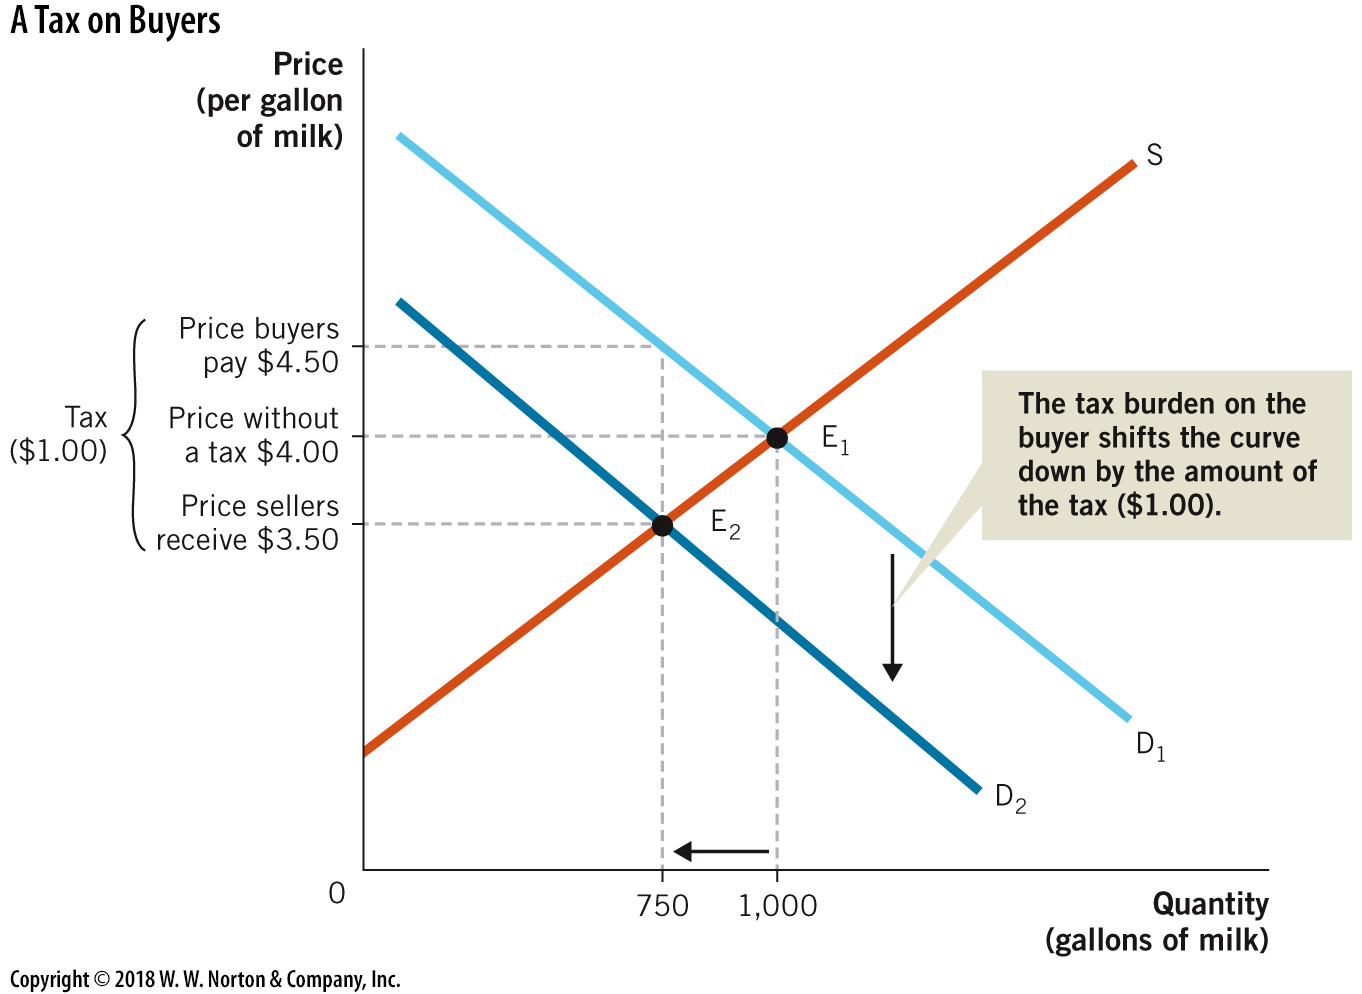 A Tax on Buyers
Price
(per gallon
of milk)
S
Price buyers
pay $4.50
Tax
($1.00)
Price without
a tax $4.00
Price sellers
receive $3.50
E1
E2
The tax burden on the
buyer shifts the curve
down by the amount of
the tax ($1.00).
D1
D2
0
750
1,000
Quantity
(gallons of milk)
Copyright © 2018 W. W. Norton & Company, Inc.